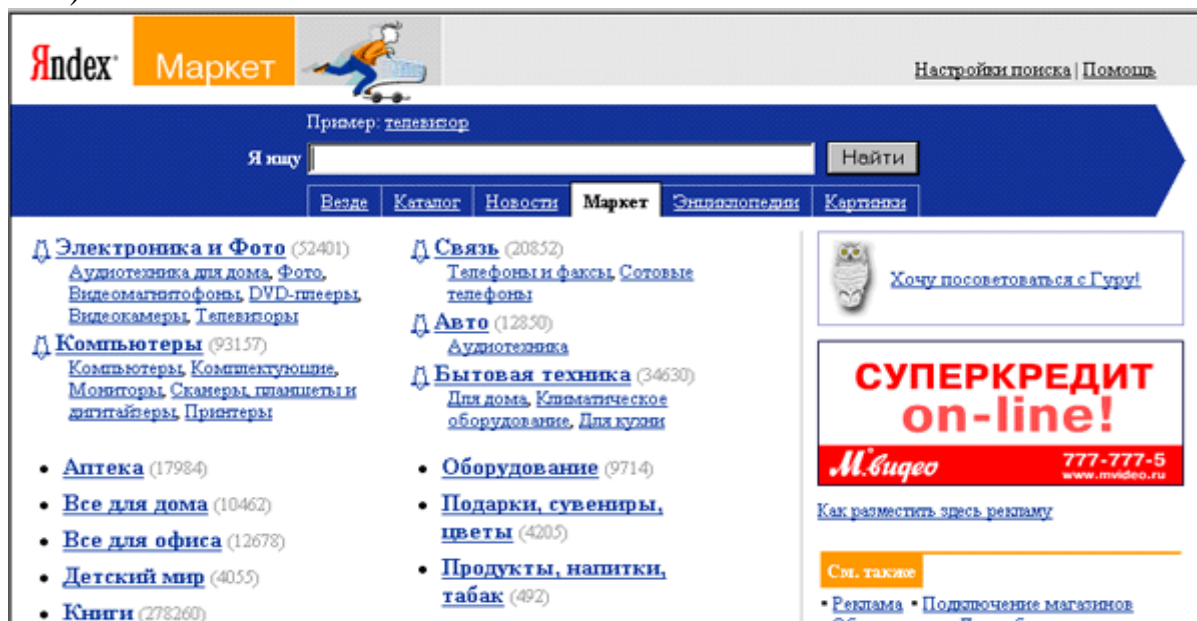 Яndex
Маркет
Настройки поиска | Помощь
Пример: телевизор
Я ищу
Найти
Везде Каталог Новости Маркет Энциклопедии Картинки
Электроника и Фото (52401)
Аудиотехника для дома, Фото,
Видеомагнитофоны, DVD-плееры,
Видеокамеры, Телевизоры
Компьютеры (93157)
Компьютеры, Комплектующие,
Мониторы, Сканеры, планшеты и
дигитайзеры, Принтеры
Связь (20852)
Телефоны и факсы, Сотовые
телефоны
Авто (12850)
Аудиотехника
Бытовая техника (34630)
Для дома, Климатическое
оборудование, Для кухни
• Аптека (17984)
• Все для дома (10462)
• Все для офиса (12678)
• Детский мир (4055)
• Книги (278260)
• Оборудование (9714)
• Подарки, сувениры,
цветы (4205)
• Продукты, напитки,
табак (492)
Хочу посоветоваться с Гуру!
СУПЕРКРЕДИТ
on-line!
М.видео
777-777-5
www.mvideo.ru
Как разместить здесь рекламу
См. также
▪ Реклама ▪ Подключение магазинов